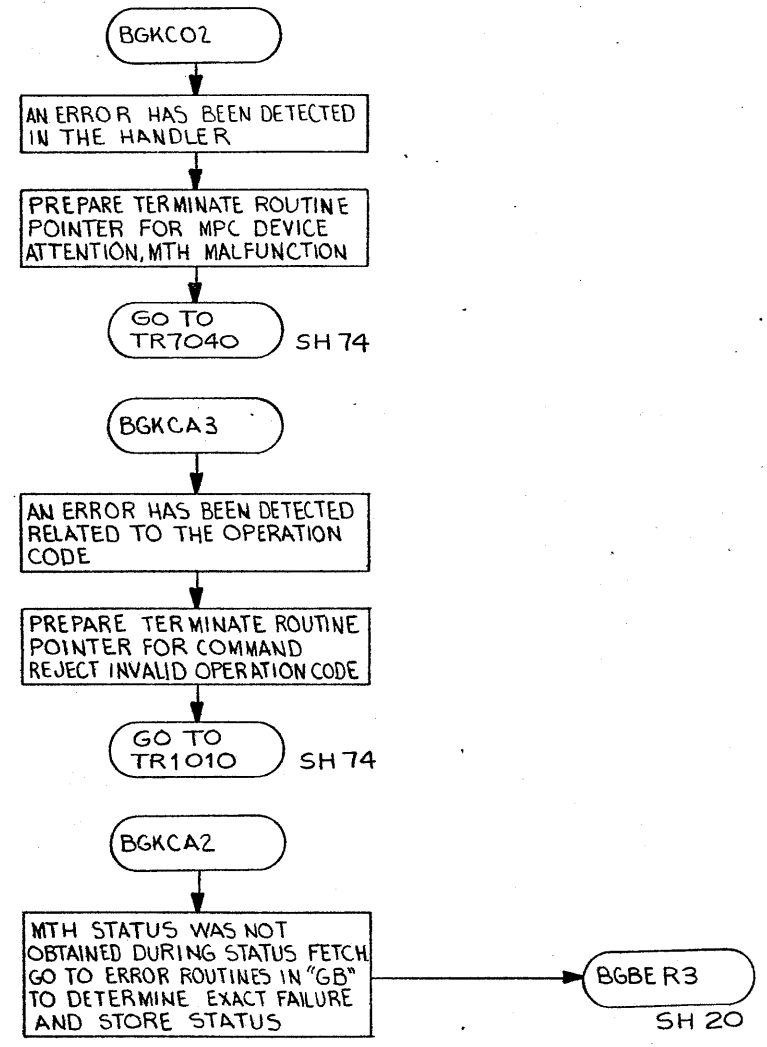 BGKCO2
AN ERROR HAS BEEN DETECTED
IN THE HANDLER
PREPARE TERMINATE ROUTINE
POINTER FOR MPC DEVICE
ATTENTION, MTH MALFUNCTION
GO TO
TR7040
SH 74
BGKCA3
AN ERROR HAS BEEN DETECTED
RELATED TO THE OPERATION
CODE
PREPARE TERMINATE ROUTINE
POINTER FOR COMMAND
REJECT INVALID OPERATION CODE
GO TO
TR1010
SH 74
BGKCA2
MTH STATUS WAS NOT
OBTAINED DURING STATUS FETCH
GO TO ERROR ROUTINES IN "GB"
TO DETERMINE EXACT FAILURE
AND STORE STATUS
BGBER3
SH 20